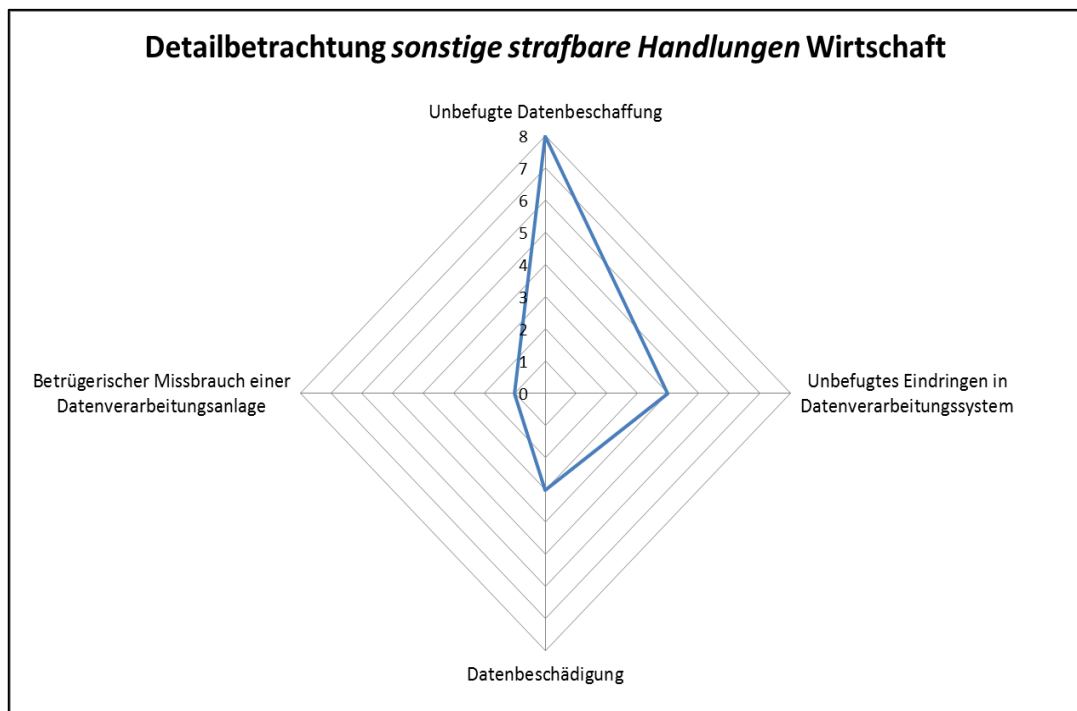 Detailbetrachtung sonstige strafbare Handlungen Wirtschaft
Unbefugte Datenbeschaffung
8
7
6
5
4
3
2
1
0
Betrügerischer Missbrauch einer
Datenverarbeitungsanlage
Unbefugtes Eindringen in
Datenverarbeitungssystem
Datenbeschädigung